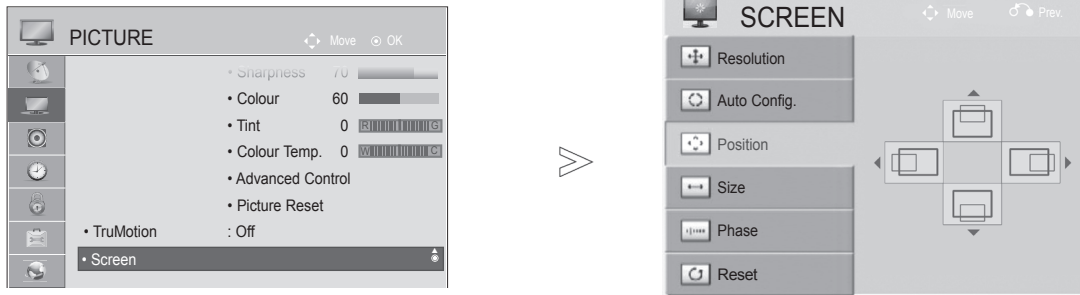 PICTURE
Move OK
• Sharpness 70
• Colour 60
• Tint 0 R G
• Colour Temp. 0 W C
• Advanced Control
• Picture Reset
• TruMotion : Off
• Screen
SCREEN
Move Prev.
Resolution
Auto Config.
Position
Size
Phase
Reset